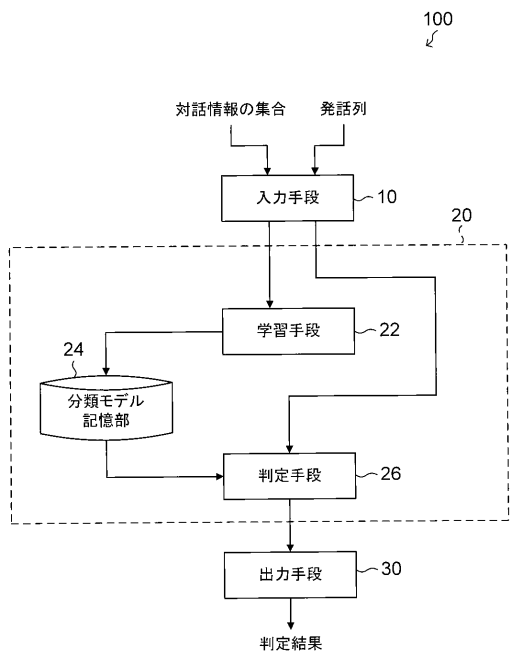 100
対話情報の集合
発話列
入力手段
10
20
学習手段
22
24
分類モデル
記憶部
判定手段
26
出力手段
30
判定結果